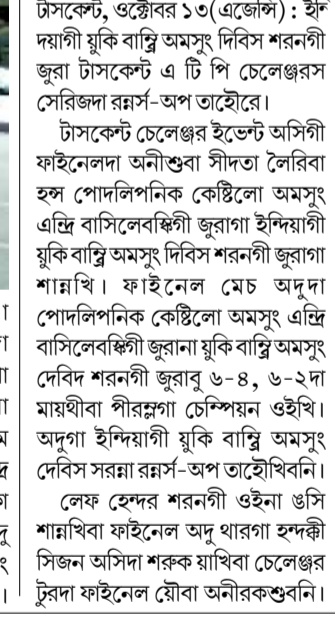 টাসকেন্ট, ওক্টোবর ১৩(এজেন্সি) : ইন্দি
দয়াগী য়ুকি বাম্ব্রি অমসুং দিবিস শরনগী
জুরা টাসকেন্ট এ টি পি চেলেঞ্জরস
সেরিজদা রন্নর্স-অপ তাহৌরে।
টাসকেন্ট চেলেঞ্জর ইভেন্ট অসিগী
ফাইনেলদা অনীশুবা সীদতা লৈরিবা
হন্স পোদলিপনিক কেষ্টিলো অমসুং
এন্দ্রি বাসিলেবস্কিগী জুরাগা ইন্দিয়াগী
য়ুকি বাম্ব্রি অমসুং দিবিস শরনগী জুরাগা
শান্নখি। ফাইনেল মেচ অদুদা
পোদলিপনিক কেষ্টিলো অমসুং এন্দ্রি
বাসিলেবস্কিগী জুরানা য়ুকি বাম্ব্রি অমসুং
দেবিদ শরনগী জুরাবু ৬-৪, ৬-২দা
মায়থীবা পীরম্লগা চেম্পিয়ন ওইখি।
অদুগা ইন্দিয়াগী য়ুকি বাম্ব্রি অমসুং
দেবিস সরন্না রন্নর্স-অপ তাহৌখিবনি।
লেফ হেন্দর শরনগী ওইনা ঙসি
শান্নখিবা ফাইনেল অদু থারগা হন্দক্কী
সিজন অসিদা শরুক য়াখিবা চেলেঞ্জর
টুরদা ফাইনেল য়ৌবা অনীরকশুবনি।